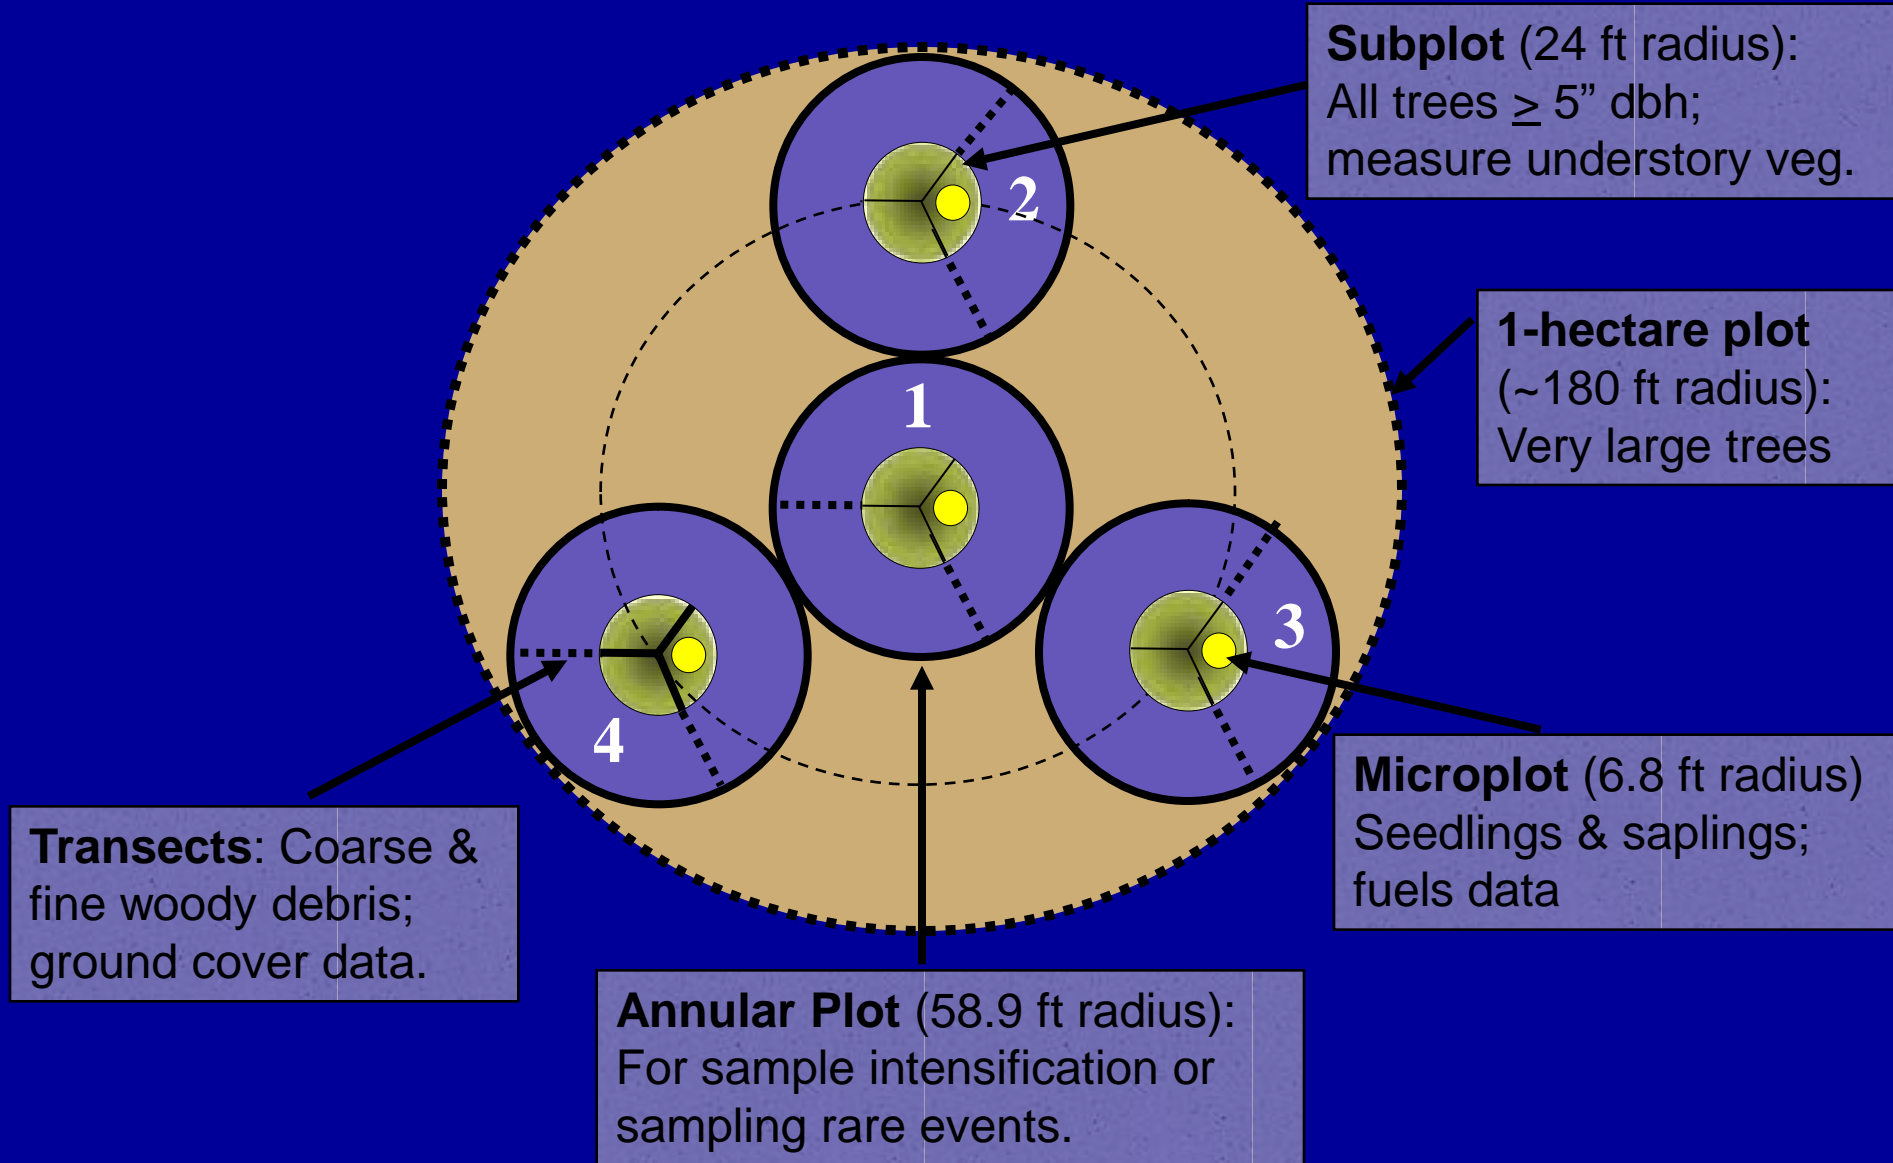 Subplot (24 ft radius):
All trees ≥ 5” dbh;
measure understory veg.
2
1-hectare plot
(~180 ft radius):
Very large trees
1
3
4
Microplot (6.8 ft radius)
Seedlings & saplings;
fuels data
Transects: Coarse &
fine woody debris;
ground cover data.
Annular Plot (58.9 ft radius):
For sample intensification or
sampling rare events.